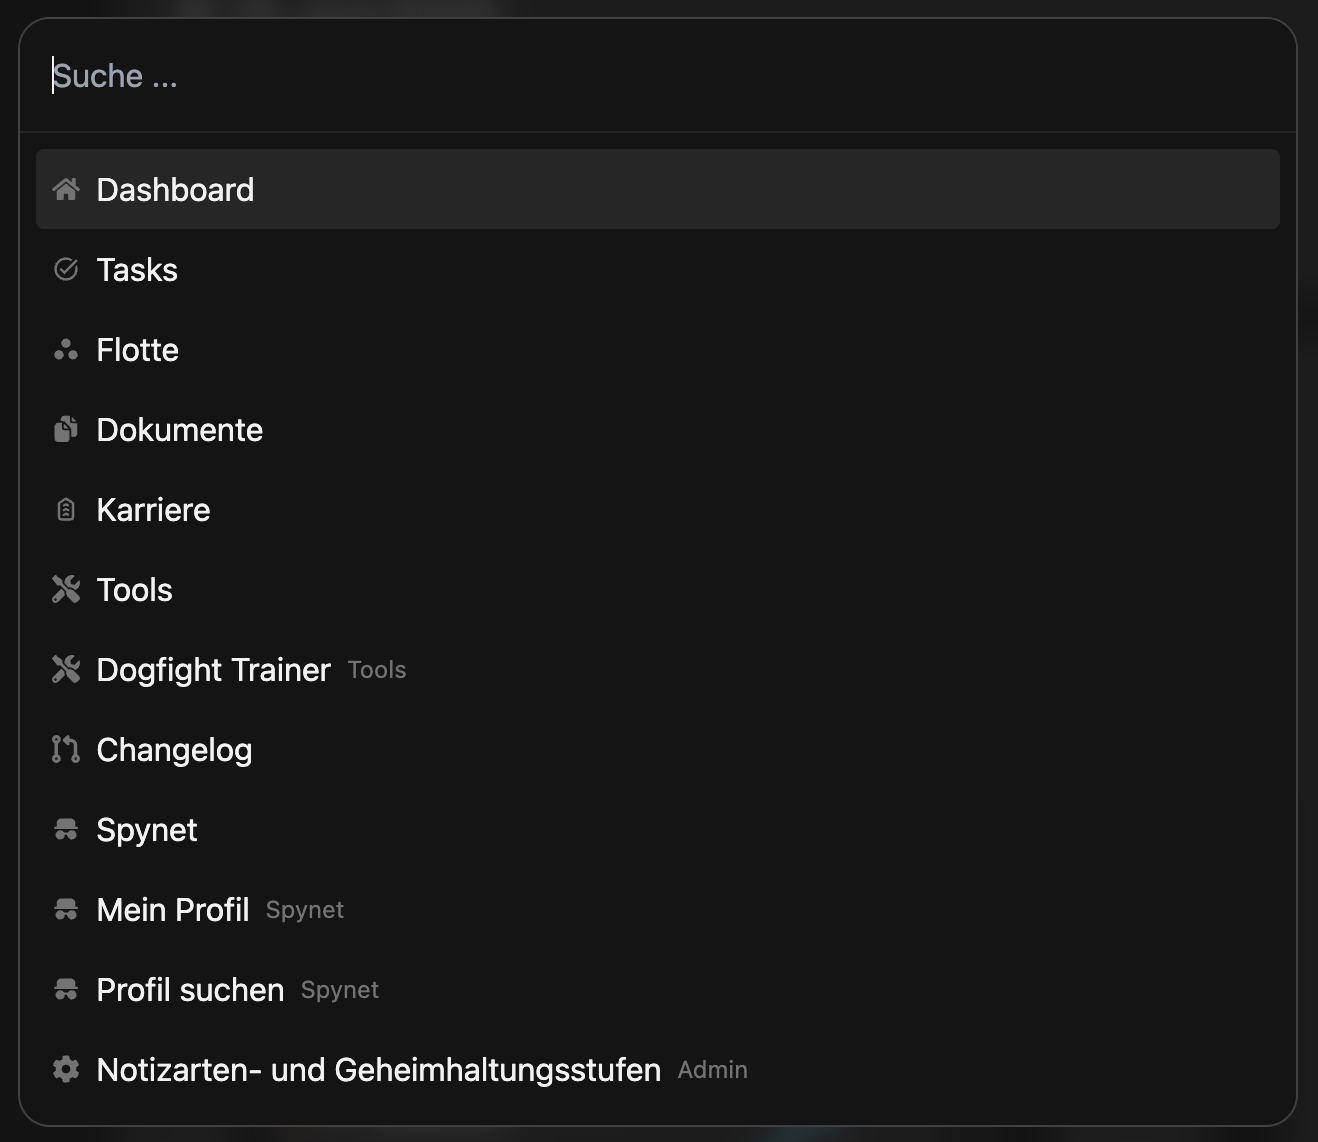 Suche ...
Dashboard
Tasks
Flotte
Dokumente
Karriere
Tools
Dogfight Trainer Tools
Changelog
Spynet
Mein Profil Spynet
Profil suchen Spynet
Notizarten- und Geheimhaltungsstufen Admin